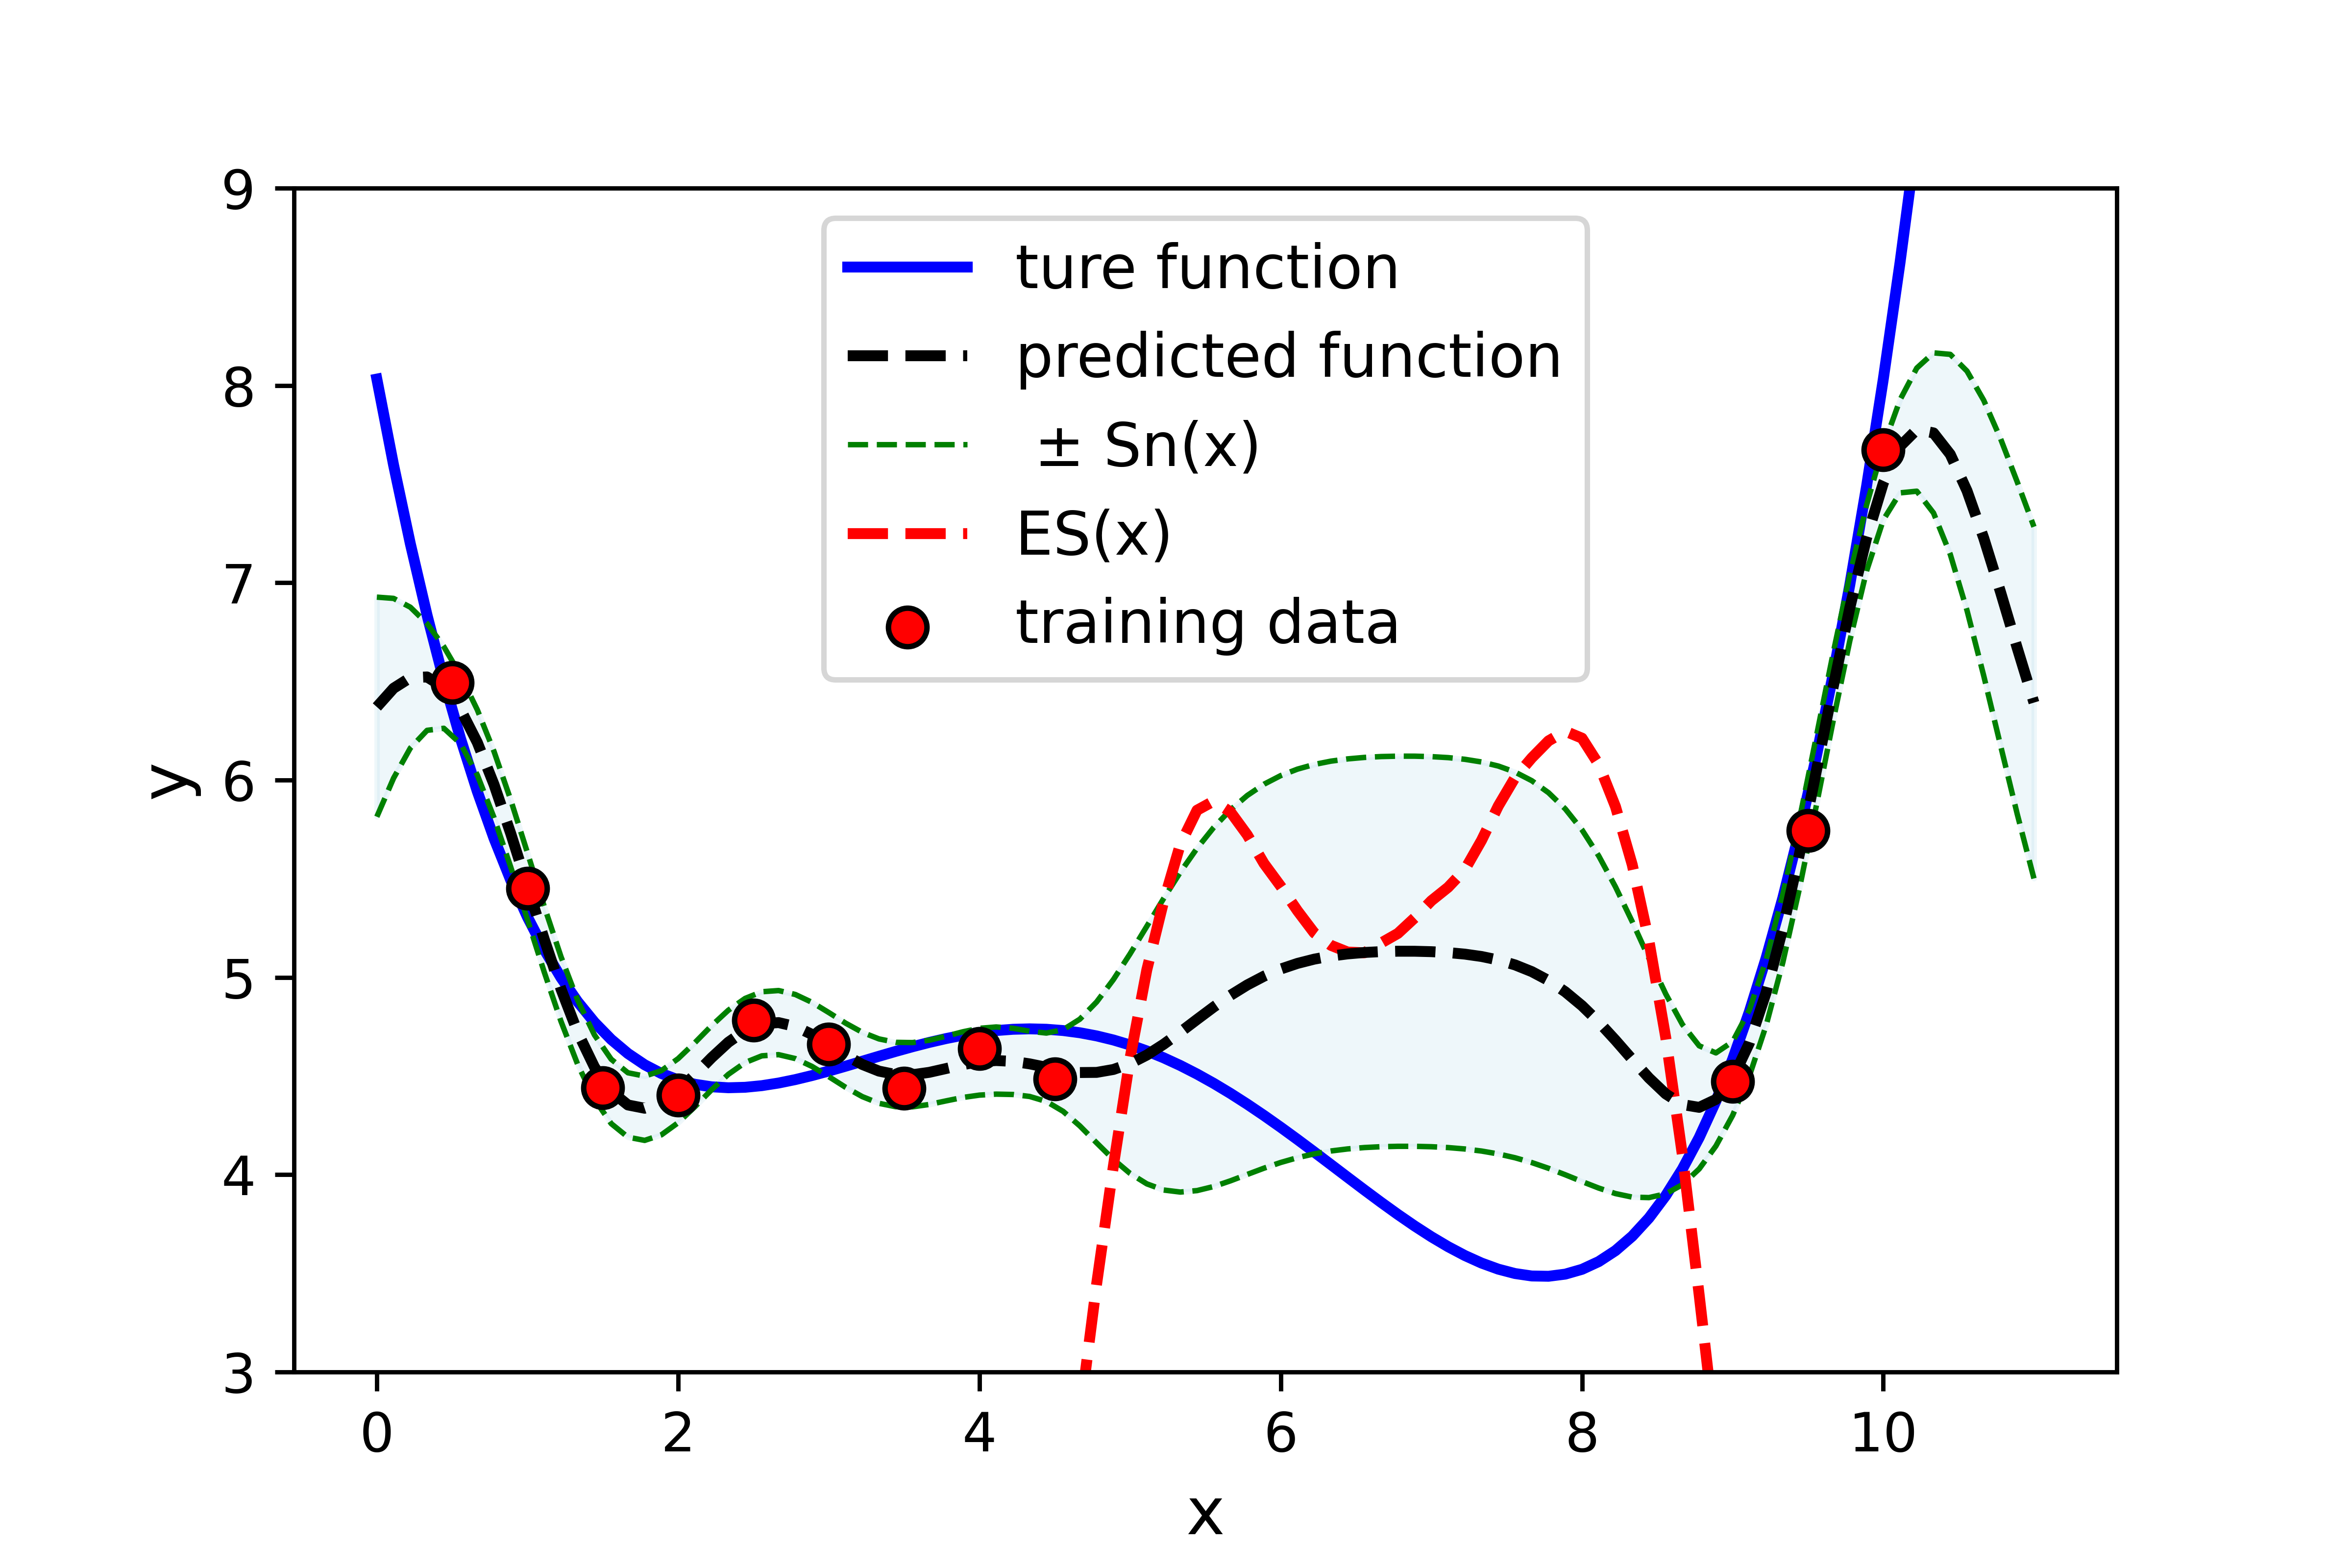 9
8
7
6
5
4
3
y
ture function
predicted function
± Sn(x)
ES(x)
training data
0 2 4 6 8 10
x